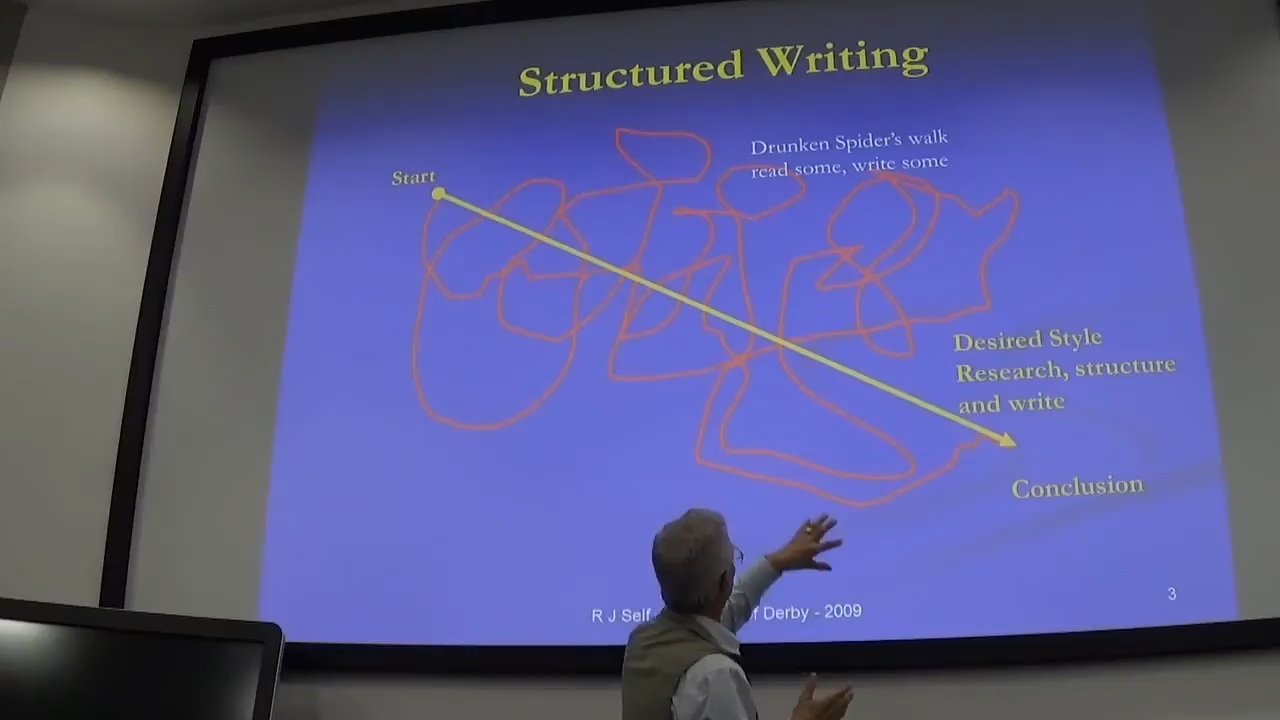 Structured Writing
Drunken Spider's walk
read some, write some
Start
Desired Style
Research, structure
and write
Conclusion
R J Self
f Derby - 2009
3